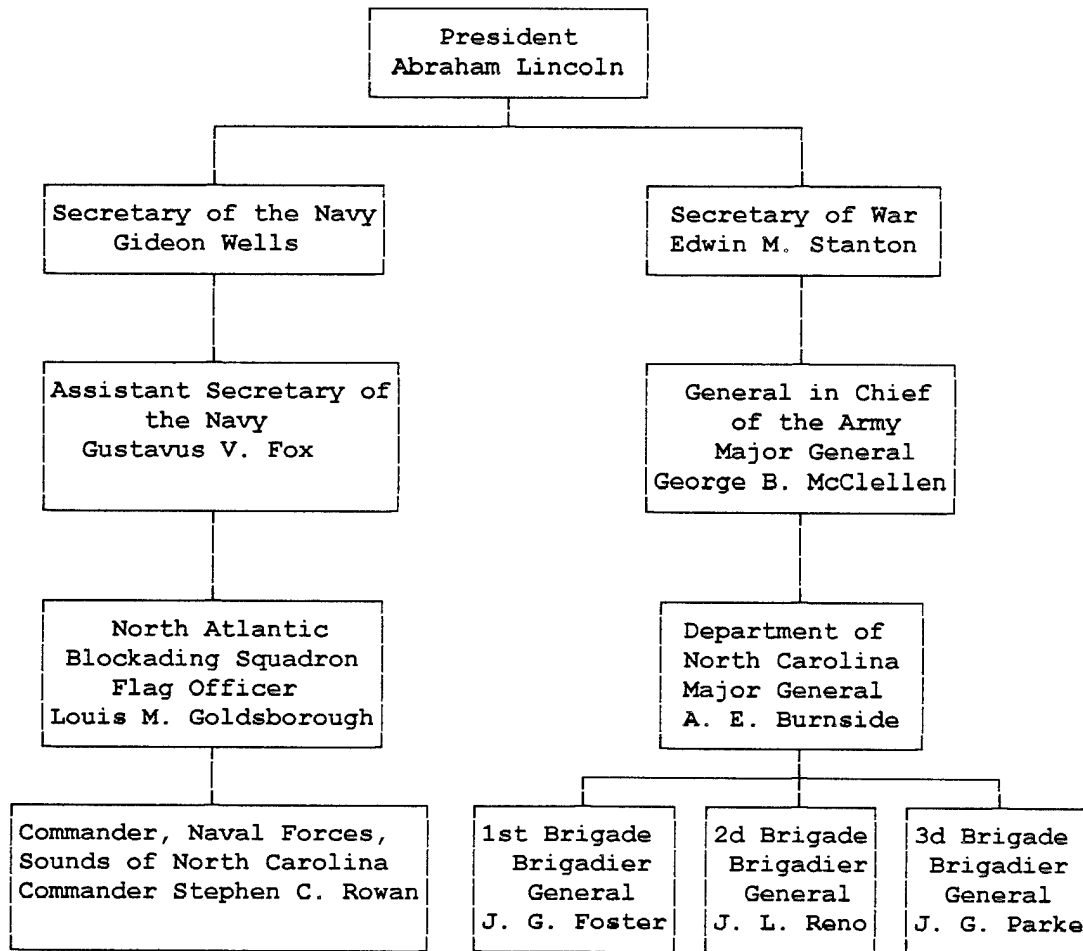 President
Abraham Lincoln
Secretary of the Navy
Gideon Wells
Secretary of War
Edwin M. Stanton
Assistant Secretary of
the Navy
Gustavus V. Fox
General in Chief
of the Army
Major General
George B. McClellen
North Atlantic
Blockading Squadron
Flag Officer
Louis M. Goldsborough
Department of
North Carolina
Major General
A. E. Burnside
Commander, Naval Forces,
Sounds of North Carolina
Commander Stephen C. Rowan
1st Brigade
Brigadier
General
J. G. Foster
2d Brigade
Brigadier
General
J. L. Reno
3d Brigade
Brigadier
General
J. G. Parke